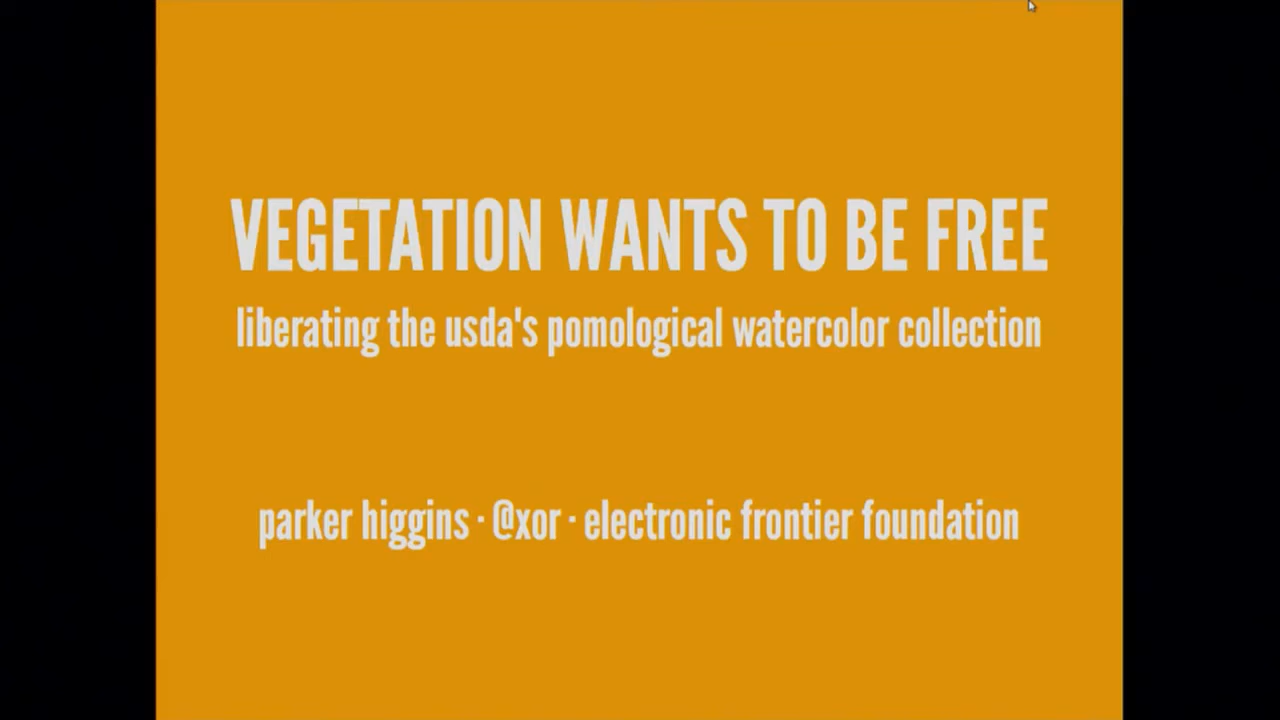 VEGETATION WANTS TO BE FREE
liberating the usda's pomological watercolor collection
parker higgins · @xor · electronic frontier foundation